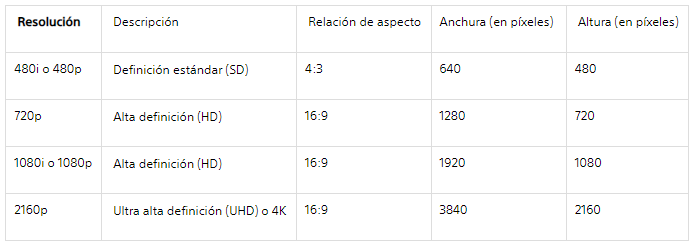 Resolución Descripción Relación de aspecto Anchura (en píxeles) Altura (en píxeles)
480i o 480p Definición estándar (SD) 4:3 640 480
720p Alta definición (HD) 16:9 1280 720
1080i o 1080p Alta definición (HD) 16:9 1920 1080
2160p Ultra alta definición (UHD) o 4K 16:9 3840 2160